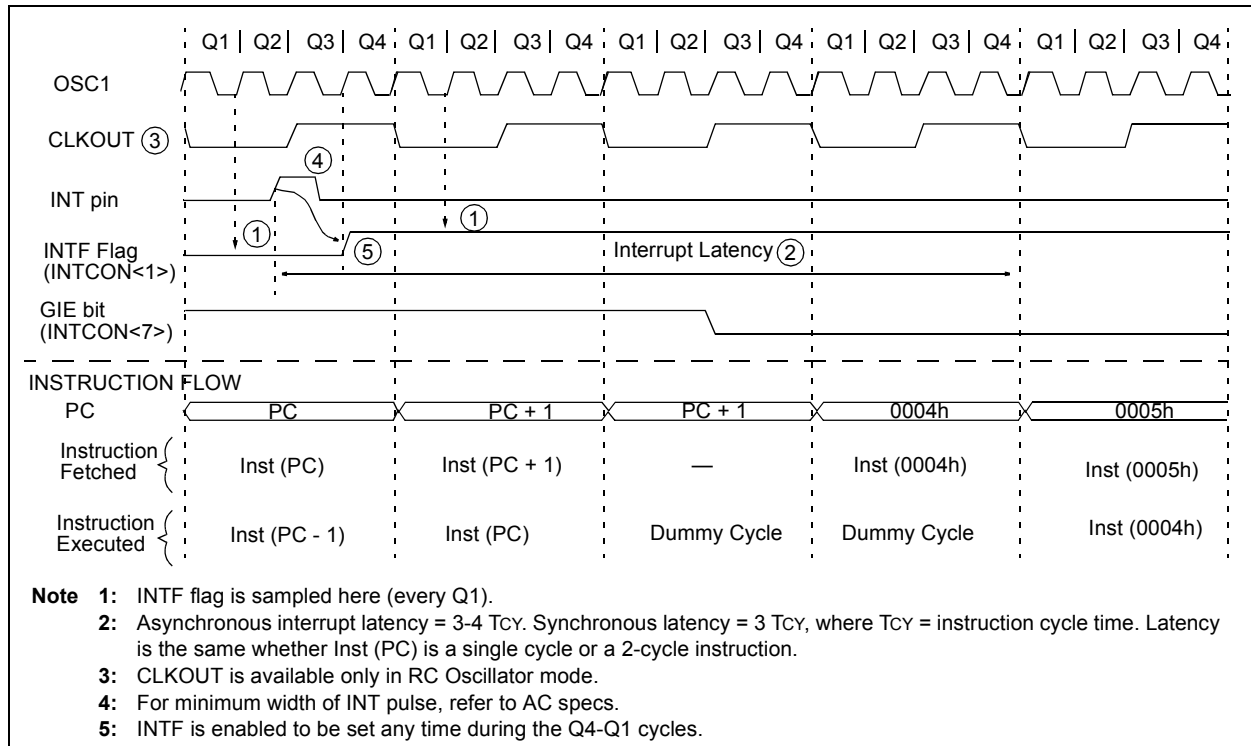 Q1 | Q2 | Q3 | Q4 Q1 | Q2 | Q3 | Q4 Q1 | Q2 | Q3 | Q4 Q1 | Q2 | Q3 | Q4 Q1 | Q2 | Q3 | Q4
OSC1
CLKOUT ③
④
INT pin
① ①
INTF Flag
(INTCON<1>)
⑤
Interrupt Latency ②
GIE bit
(INTCON<7>)
INSTRUCTION FLOW
PC PC PC + 1 PC + 1 0004h 0005h
Instruction
Fetched
Inst (PC) Inst (PC + 1) — Inst (0004h) Inst (0005h)
Instruction
Executed
Inst (PC - 1) Inst (PC) Dummy Cycle Dummy Cycle Inst (0004h)
Note 1: INTF flag is sampled here (every Q1).
2: Asynchronous interrupt latency = 3-4 TCY. Synchronous latency = 3 TCY, where TCY = instruction cycle time. Latency
is the same whether Inst (PC) is a single cycle or a 2-cycle instruction.
3: CLKOUT is available only in RC Oscillator mode.
4: For minimum width of INT pulse, refer to AC specs.
5: INTF is enabled to be set any time during the Q4-Q1 cycles.